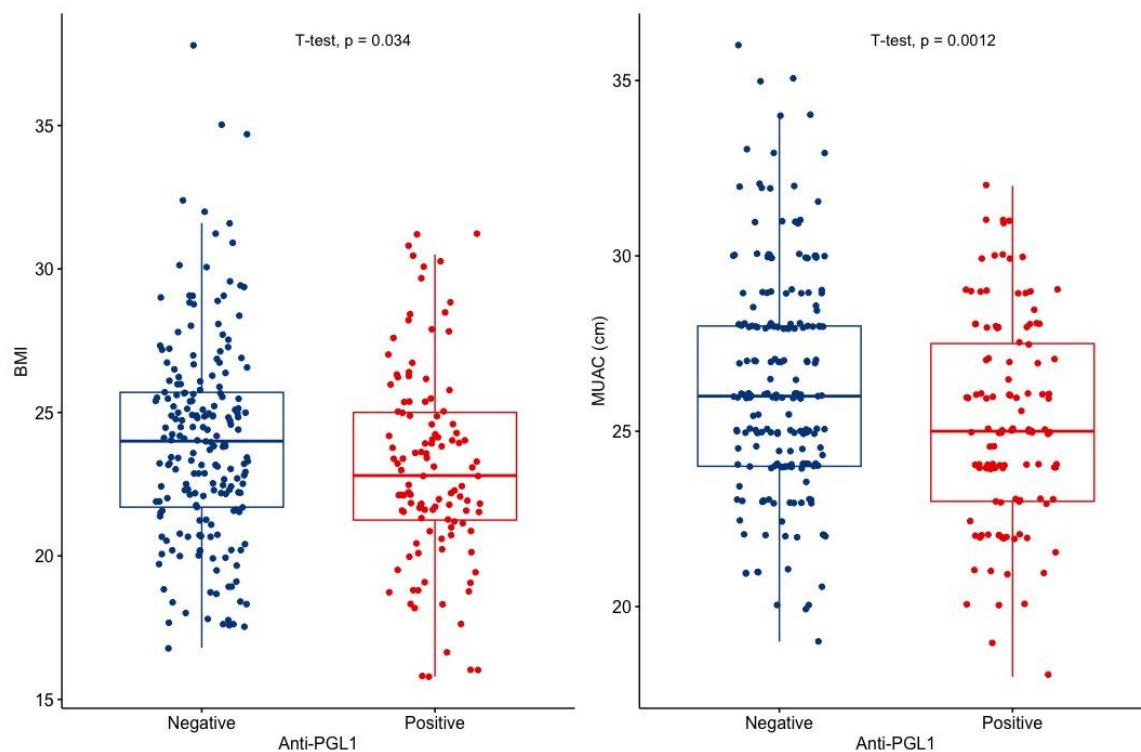 T-test, p = 0.034
35
30
25
20
15
BMI
Negative
Positive
Anti-PGL1
T-test, p = 0.0012
35
30
25
20
MUAC (cm)
Negative
Positive
Anti-PGL1